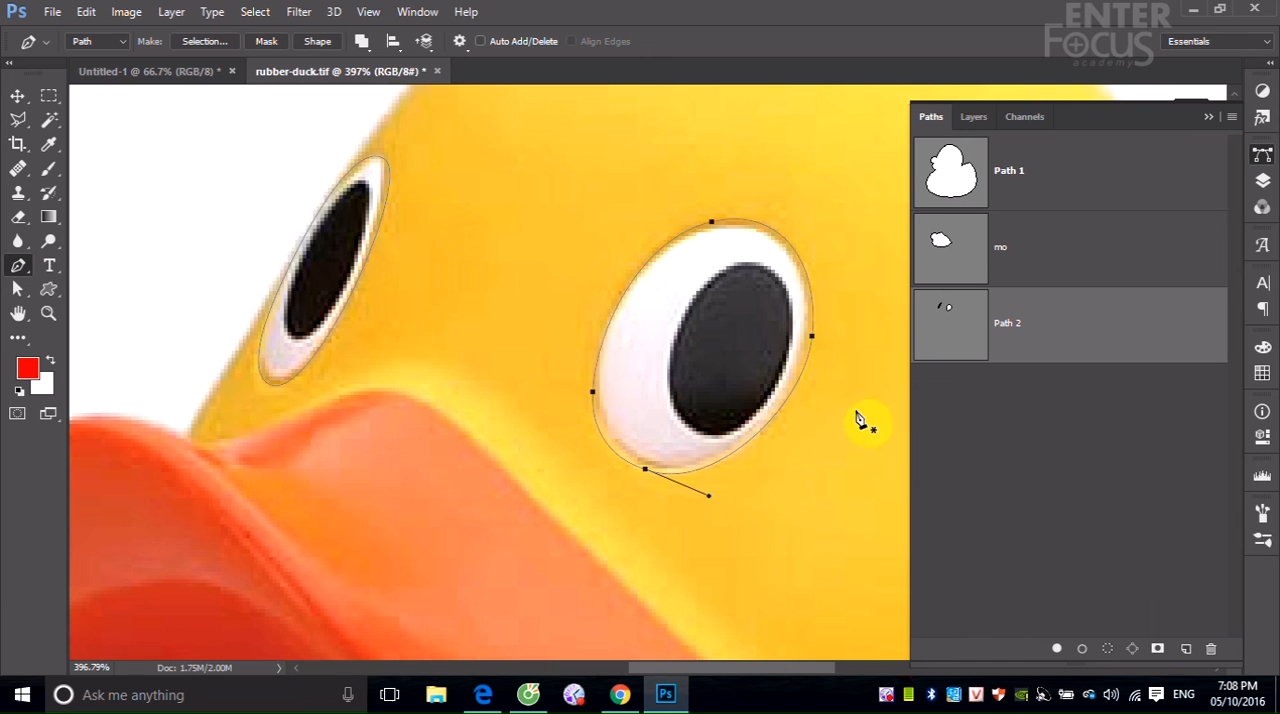 Ps File Edit Image Layer Type Select Filter 3D View Window Help
ENTER
FOCUS
academy
Path Make: Selection... Mask Shape Auto Add/Delete Align Edges Essentials
Untitled-1 @ 66.7% (RGB/8) * × rubber-duck.tif @ 397% (RGB/8#) * ×
Paths Layers Channels
Path 1
mo
Path 2
396.79% Doc: 1.75M/2.00M
Ask me anything
Ps
ENG
7:08 PM
05/10/2016